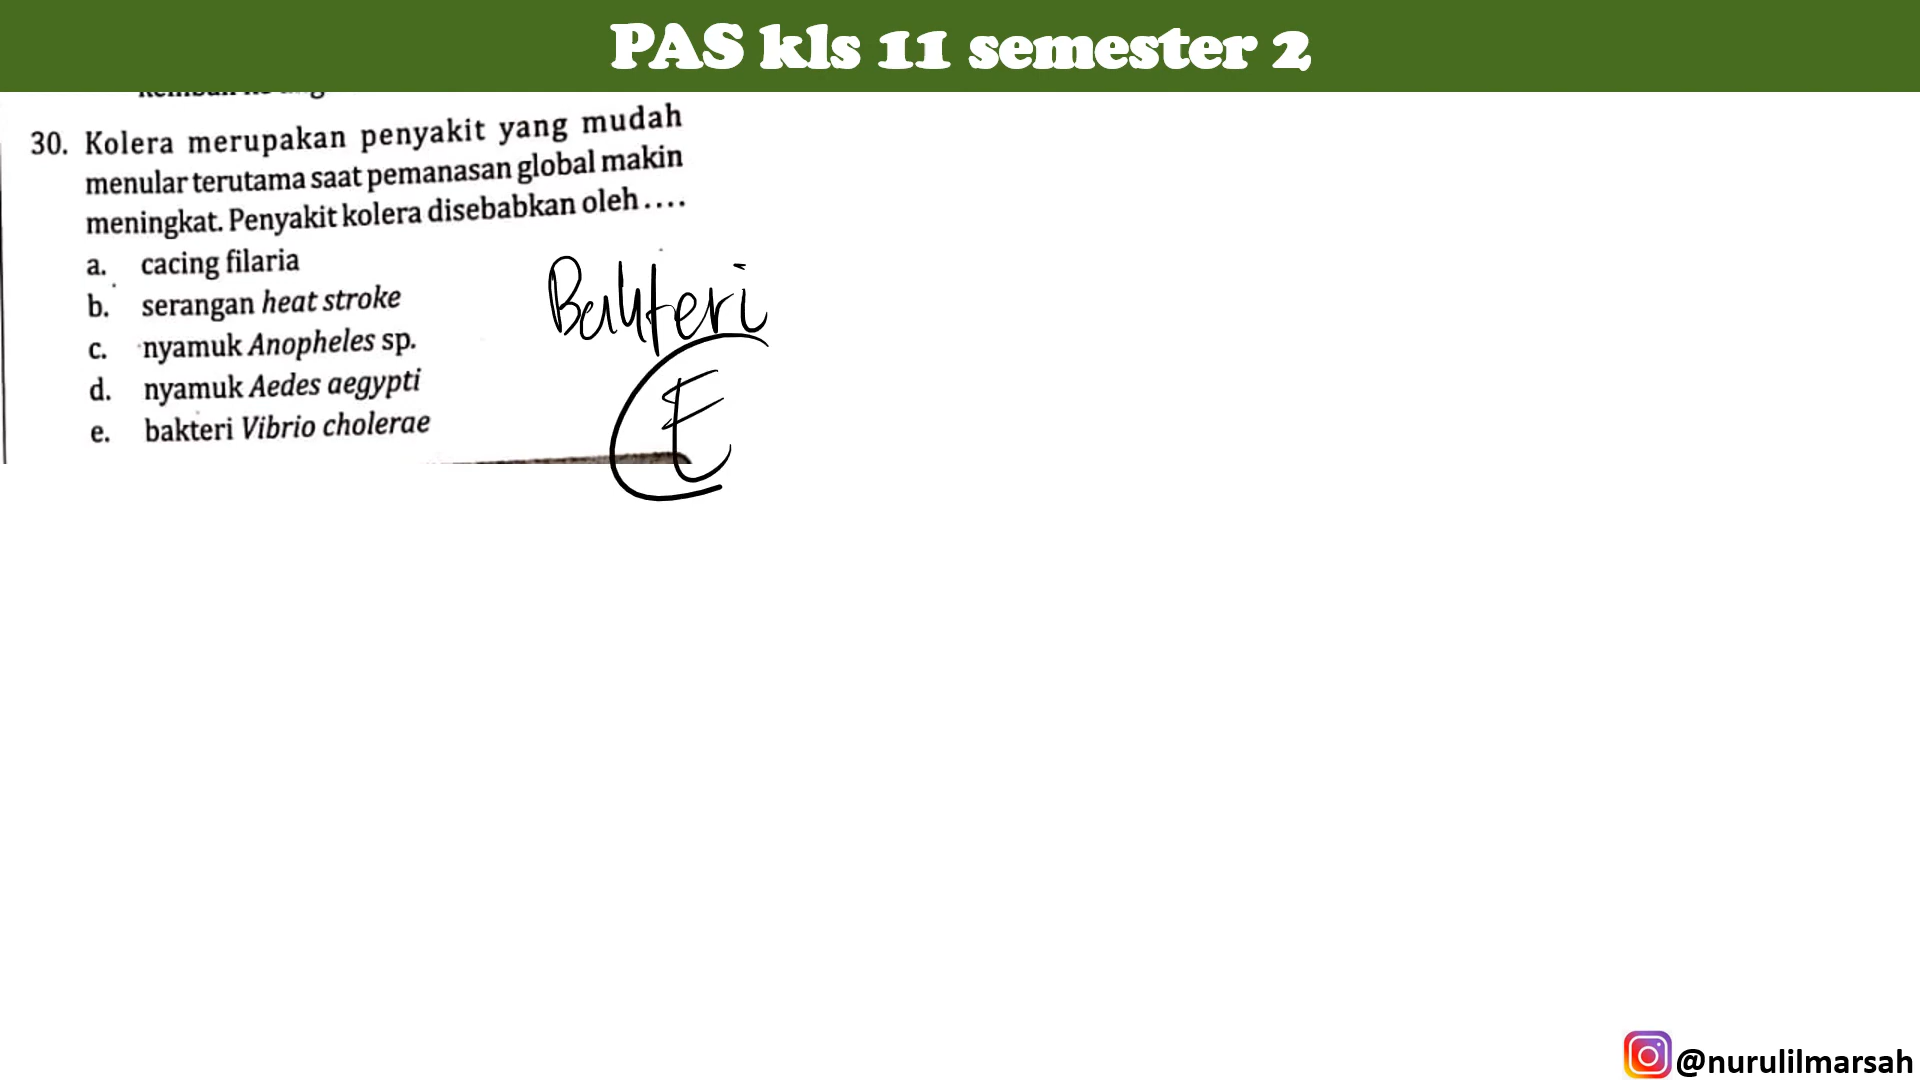 PAS kls 11 semester 2
30. Kolera merupakan penyakit yang mudah
menular terutama saat pemanasan global makin
meningkat. Penyakit kolera disebabkan oleh ....
a. cacing filaria
b. serangan heat stroke
c. nyamuk Anopheles sp.
d. nyamuk Aedes aegypti
e. bakteri Vibrio cholerae
Bakteri
E
@nurulilmarsah